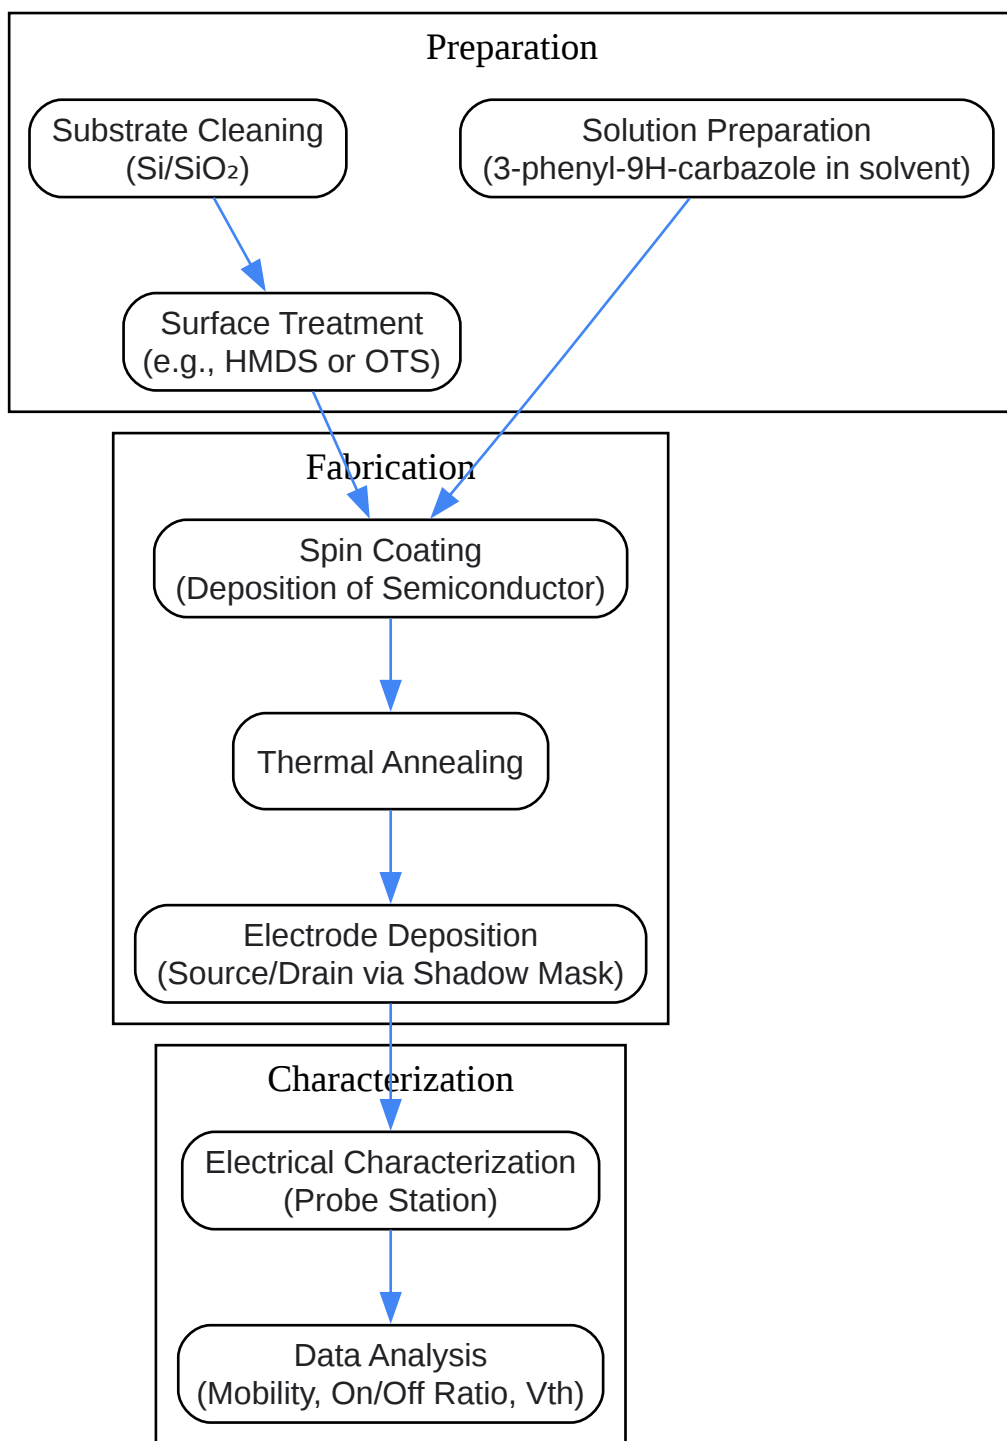 Preparation
Substrate Cleaning
(Si/SiO₂)
Solution Preparation
(3-phenyl-9H-carbazole in solvent)
Surface Treatment
(e.g., HMDS or OTS)
Fabrication
Spin Coating
(Deposition of Semiconductor)
Thermal Annealing
Electrode Deposition
(Source/Drain via Shadow Mask)
Characterization
Electrical Characterization
(Probe Station)
Data Analysis
(Mobility, On/Off Ratio, Vth)